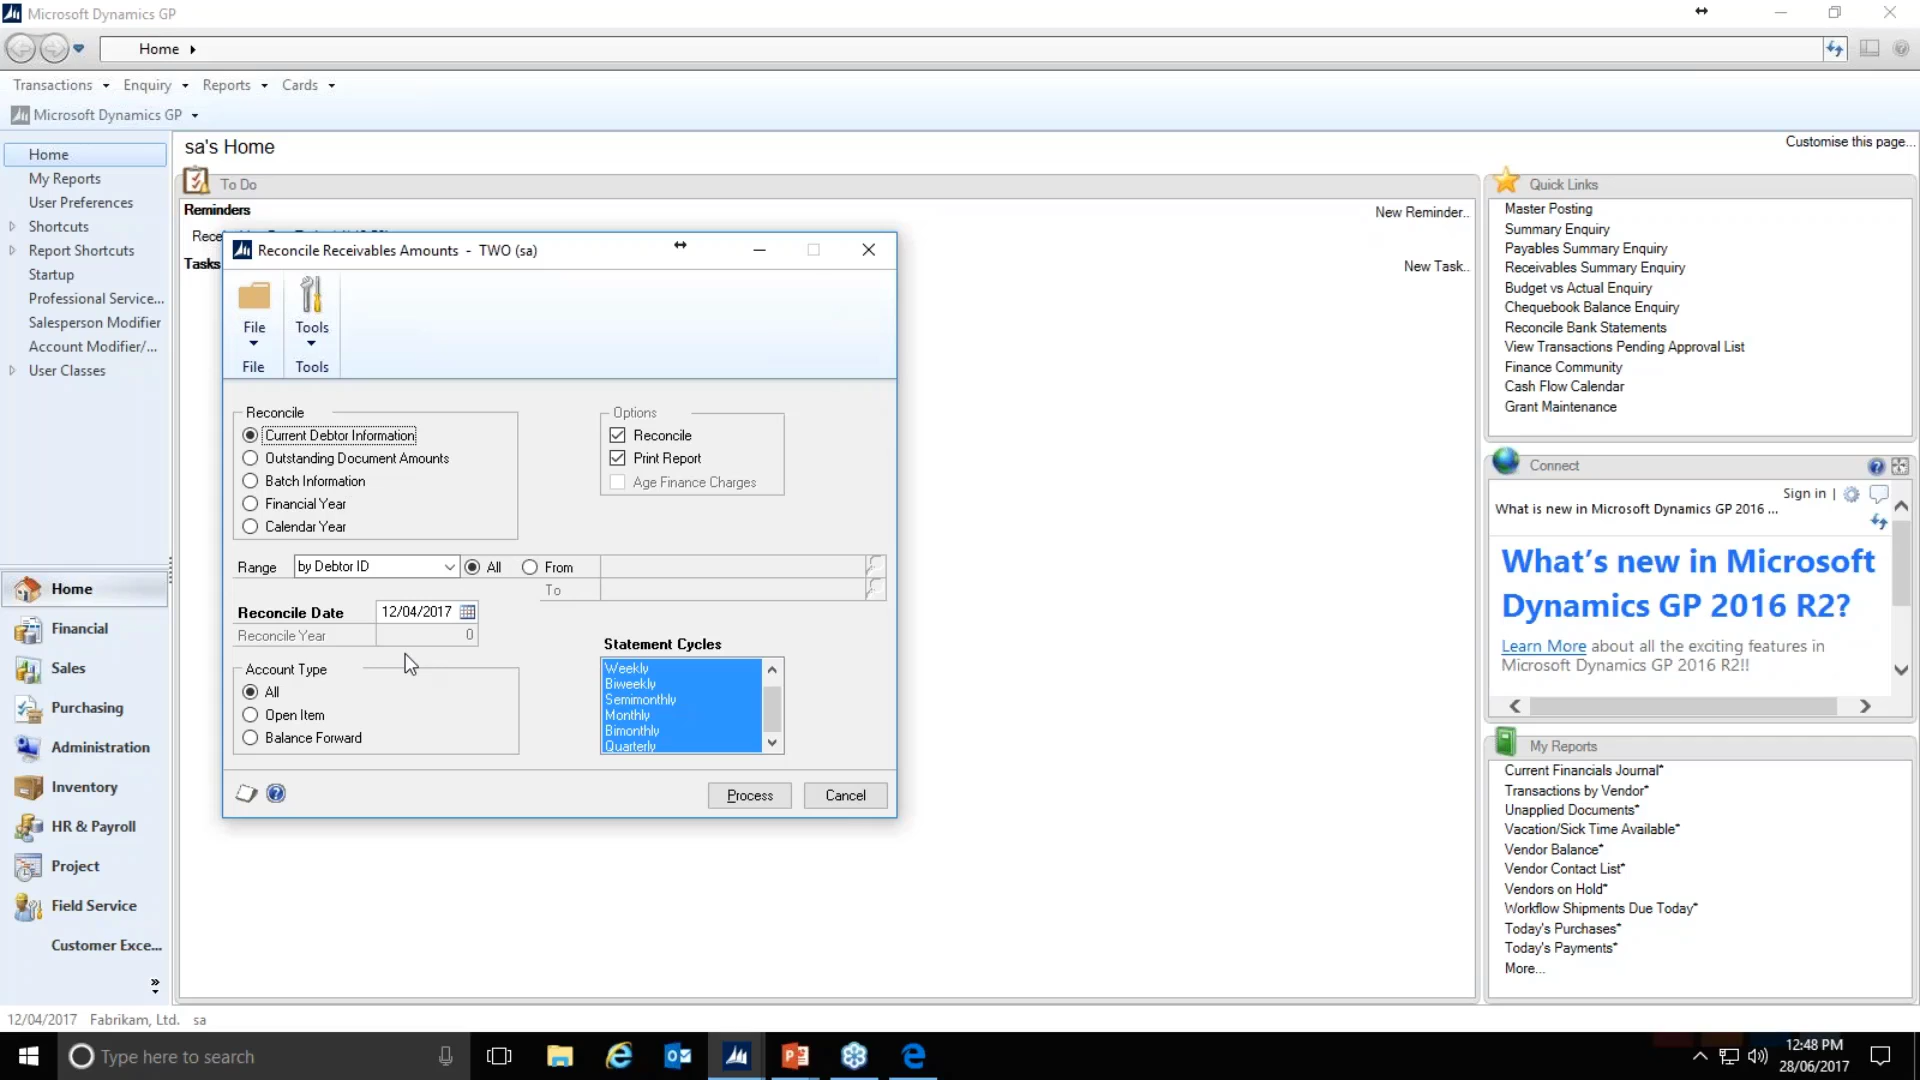 Microsoft Dynamics GP
Home
Transactions Enquiry Reports Cards
Microsoft Dynamics GP
Home
My Reports
User Preferences
Shortcuts
Report Shortcuts
Startup
Professional Service...
Salesperson Modifier
Account Modifier/...
User Classes
Home
Financial
Sales
Purchasing
Administration
Inventory
HR & Payroll
Project
Field Service
Customer Exce...
sa's Home
Customise this page...
To Do
Reminders
New Reminder..
Rece
Tasks
New Task..
Reconcile Receivables Amounts - TWO (sa)
File Tools
File Tools
Reconcile
Current Debtor Information
Outstanding Document Amounts
Batch Information
Financial Year
Calendar Year
Options
Reconcile
Print Report
Age Finance Charges
Range by Debtor ID All From
To
Reconcile Date 12/04/2017
Reconcile Year 0
Account Type
All
Open Item
Balance Forward
Statement Cycles
Weekly
Biweekly
Semimonthly
Monthly
Bimonthly
Quarterly
Process Cancel
Quick Links
Master Posting
Summary Enquiry
Payables Summary Enquiry
Receivables Summary Enquiry
Budget vs Actual Enquiry
Chequebook Balance Enquiry
Reconcile Bank Statements
View Transactions Pending Approval List
Finance Community
Cash Flow Calendar
Grant Maintenance
Connect
Sign in |
What is new in Microsoft Dynamics GP 2016 ...
What's new in Microsoft
Dynamics GP 2016 R2?
Learn More about all the exciting features in
Microsoft Dynamics GP 2016 R2!!
My Reports
Current Financials Journal*
Transactions by Vendor*
Unapplied Documents*
Vacation/Sick Time Available*
Vendor Balance*
Vendor Contact List*
Vendors on Hold*
Workflow Shipments Due Today*
Today's Purchases*
Today's Payments*
More...
12/04/2017 Fabrikam, Ltd. sa
Type here to search
12:48 PM
28/06/2017